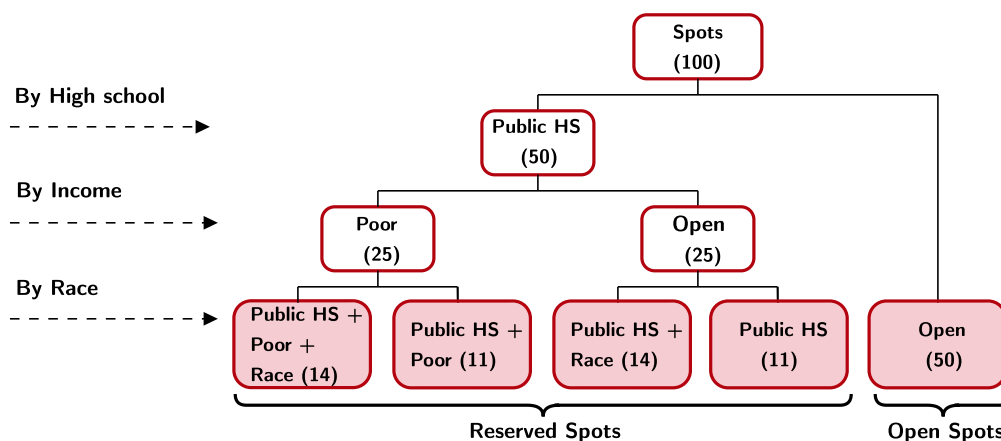 Spots
(100)
By High school
Public HS
(50)
By Income
Poor
(25)
Open
(25)
By Race
Public HS +
Poor +
Race (14)
Public HS +
Poor (11)
Public HS +
Race (14)
Public HS
(11)
Open
(50)
Reserved Spots
Open Spots